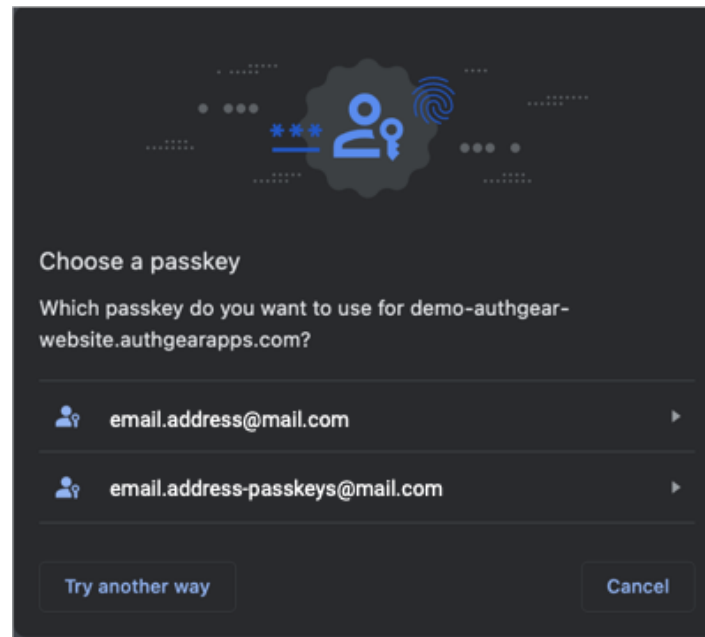 Choose a passkey
Which passkey do you want to use for demo-authgear-
website.authgearapps.com?
email.address@mail.com
email.address-passkeys@mail.com
Try another way
Cancel